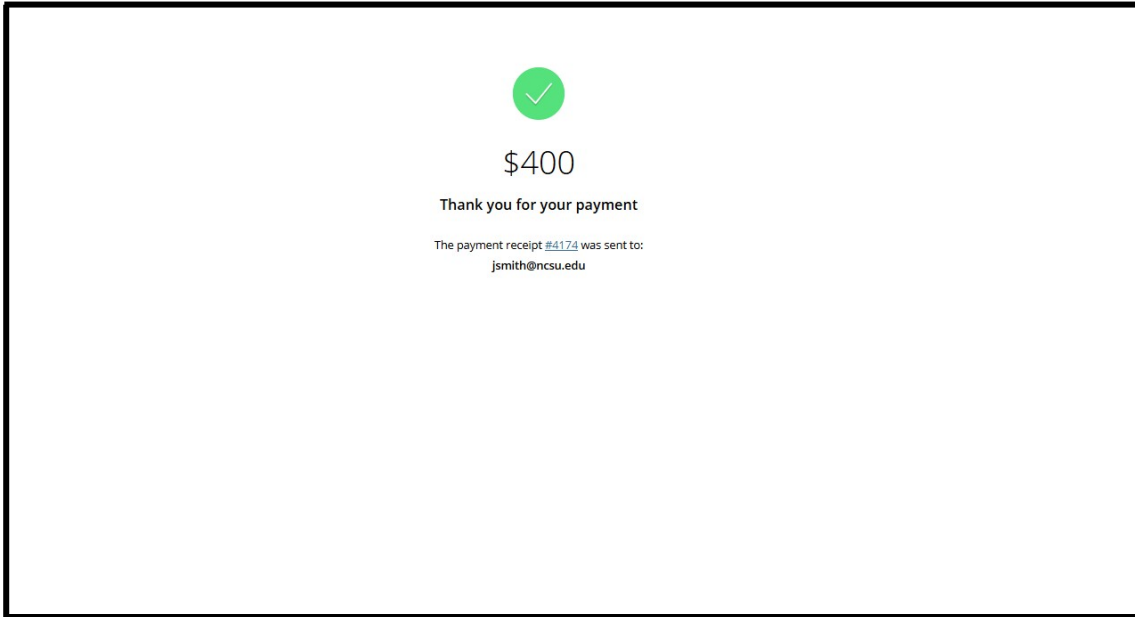 $400
Thank you for your payment
The payment receipt #4174 was sent to:
jsmith@ncsu.edu